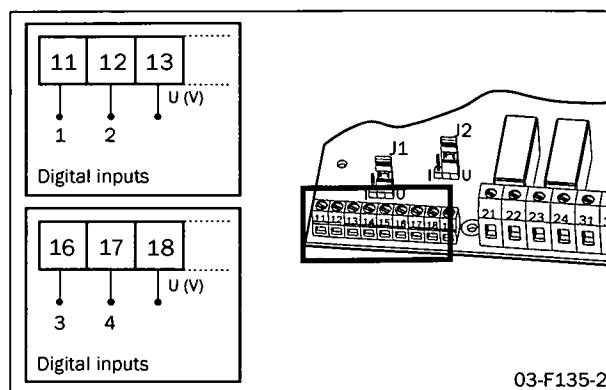 11 12 13
U (V)
1 2
Digital inputs
16 17 18
U (V)
3 4
Digital inputs
J1
J2
I U
I U
11 12 13 14 15 16 17 18
21 22 23 24 31
03-F135-2